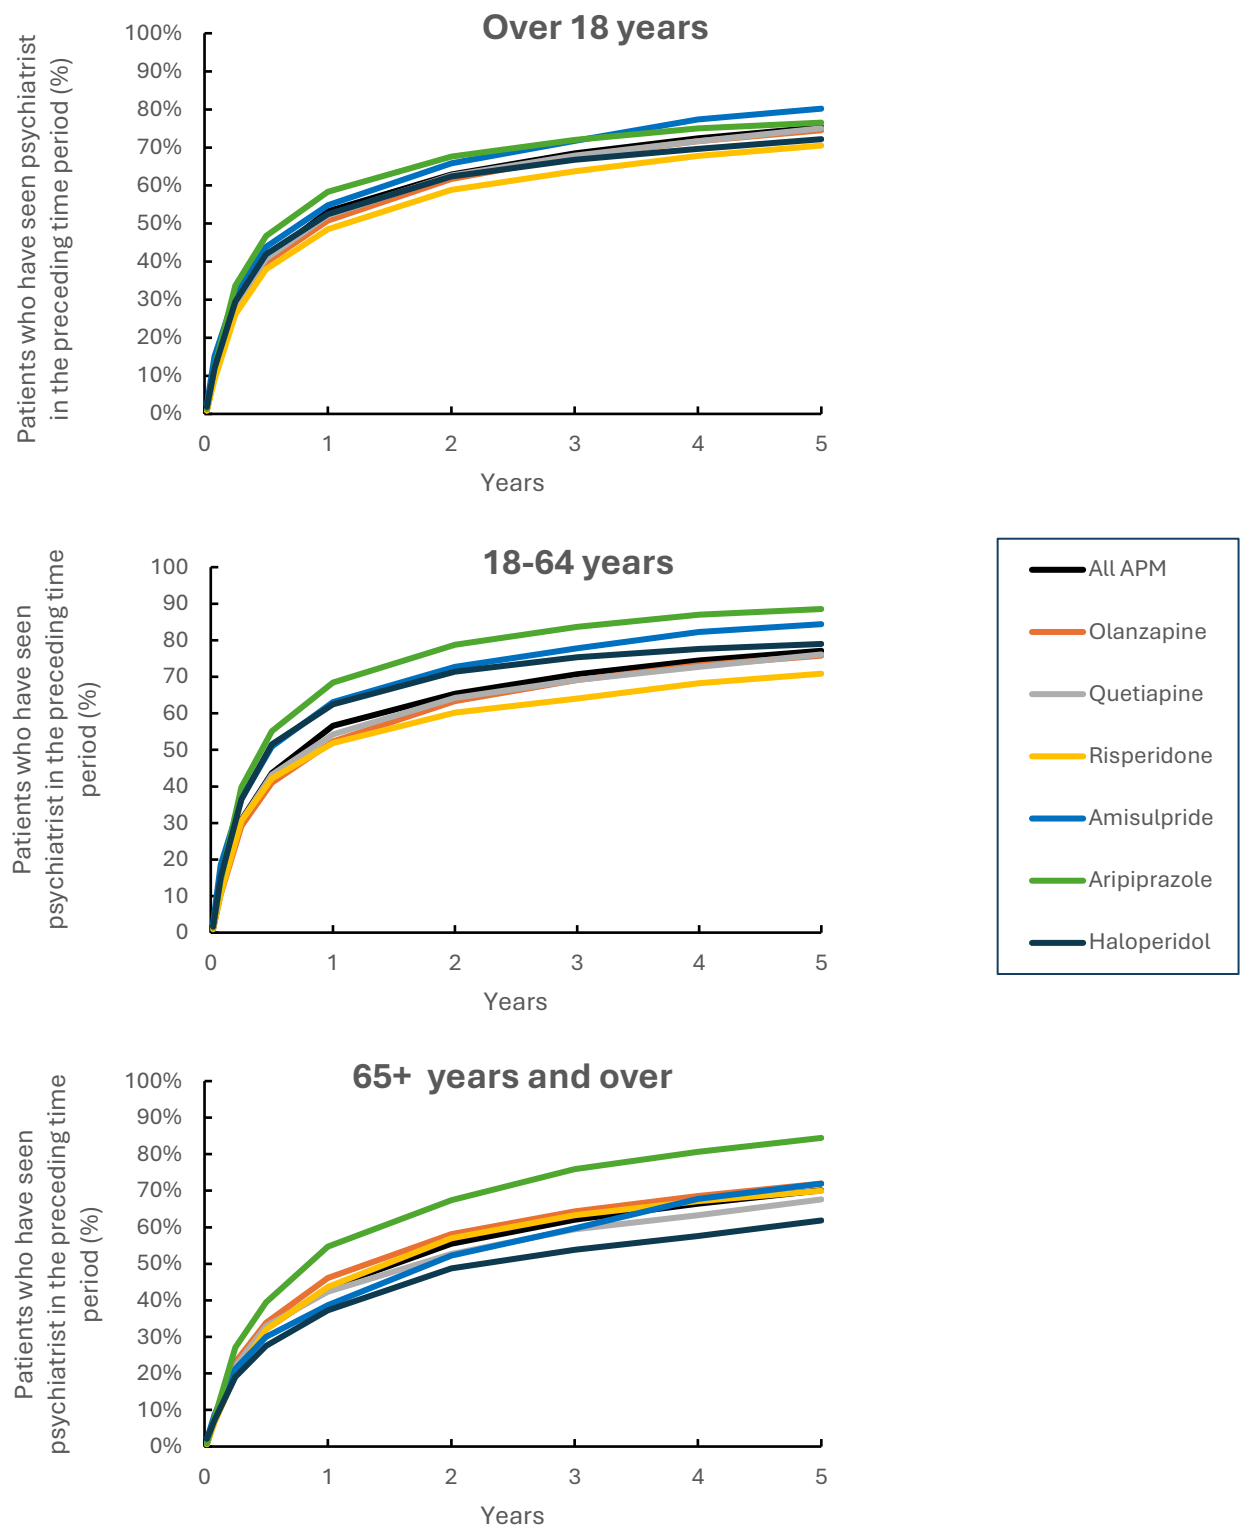 Over 18 years
Patients who have seen psychiatrist
in the preceding time period (%)
100%
90%
80%
70%
60%
50%
40%
30%
20%
10%
0%
0 1 2 3 4 5
Years
18-64 years
Patients who have seen
psychiatrist in the preceding time
period (%)
100
90
80
70
60
50
40
30
20
10
0
0 1 2 3 4 5
Years
All APM
Olanzapine
Quetiapine
Risperidone
Amisulpride
Aripiprazole
Haloperidol
65+ years and over
Patients who have seen
psychiatrist in the preceding time
period (%)
100%
90%
80%
70%
60%
50%
40%
30%
20%
10%
0%
0 1 2 3 4 5
Years